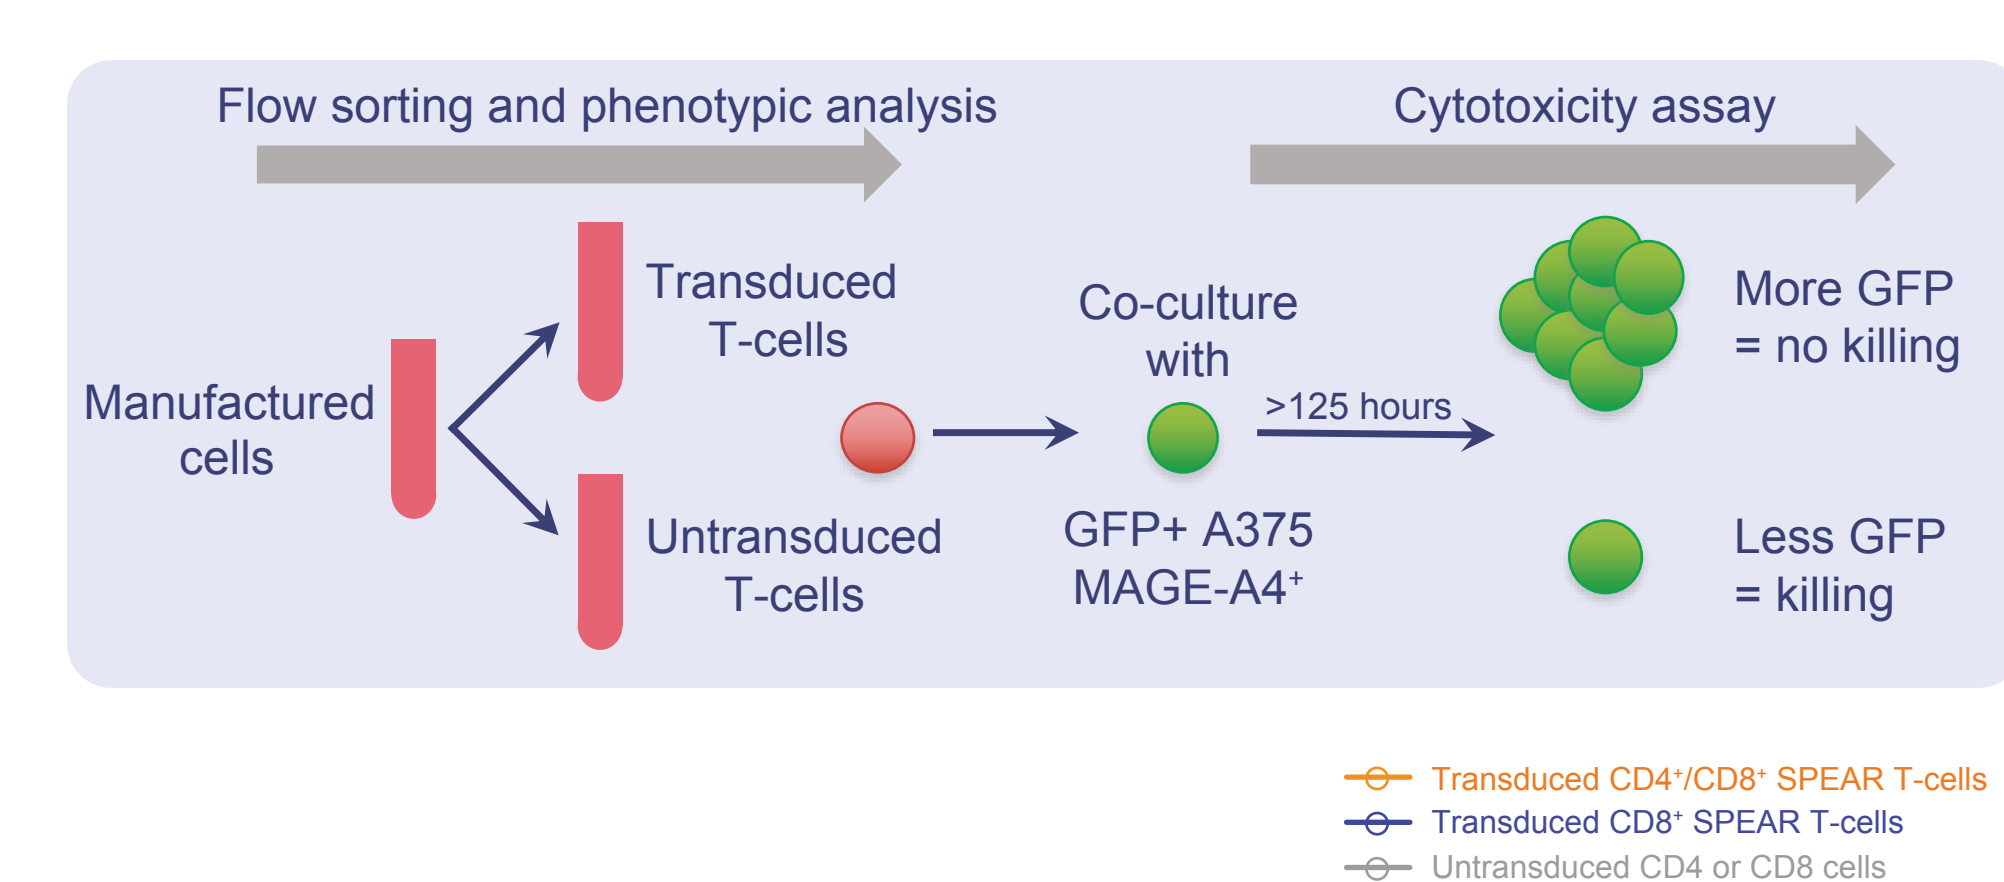 Flow sorting and phenotypic analysis
Cytotoxicity assay
Manufactured
cells
Transduced
T-cells
Untransduced
T-cells
Co-culture
with
GFP+ A375
MAGE-A4⁺
>125 hours
More GFP
= no killing
Less GFP
= killing
Transduced CD4⁺/CD8⁺ SPEAR T-cells
Transduced CD8⁺ SPEAR T-cells
Untransduced CD4 or CD8 cells